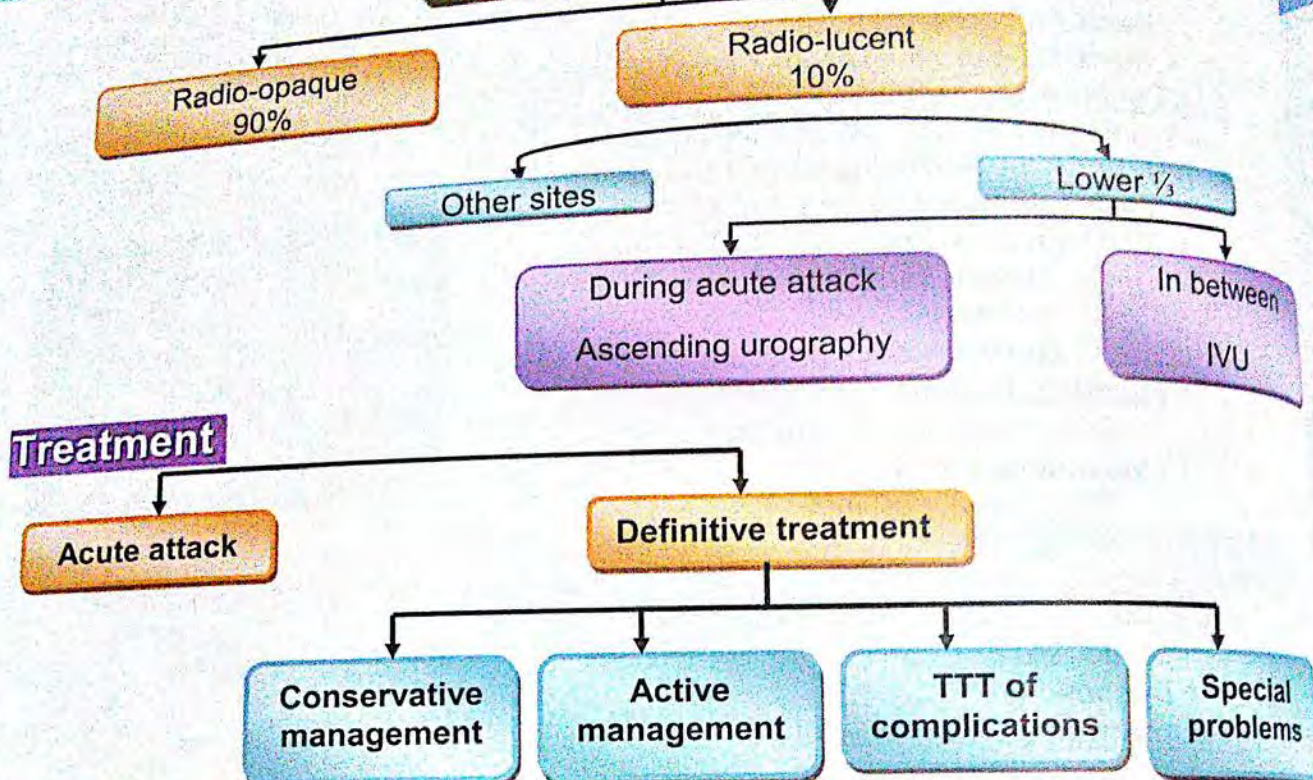 Radio-opaque
90%
Radio-lucent
10%
Other sites
Lower ⅓
During acute attack
Ascending urography
In between
IVU
Treatment
Acute attack
Definitive treatment
Conservative
management
Active
management
TTT of
complications
Special
problems